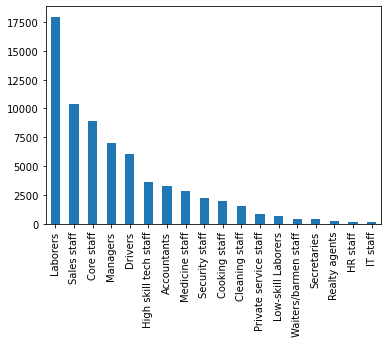 17500
15000
12500
10000
7500
5000
2500
0
Laborers
Sales staff
Core staff
Managers
Drivers
High skill tech staff
Accountants
Medicine staff
Security staff
Cooking staff
Cleaning staff
Private service staff
Low-skill Laborers
Waiters/barmen staff
Secretaries
Realty agents
HR staff
IT staff